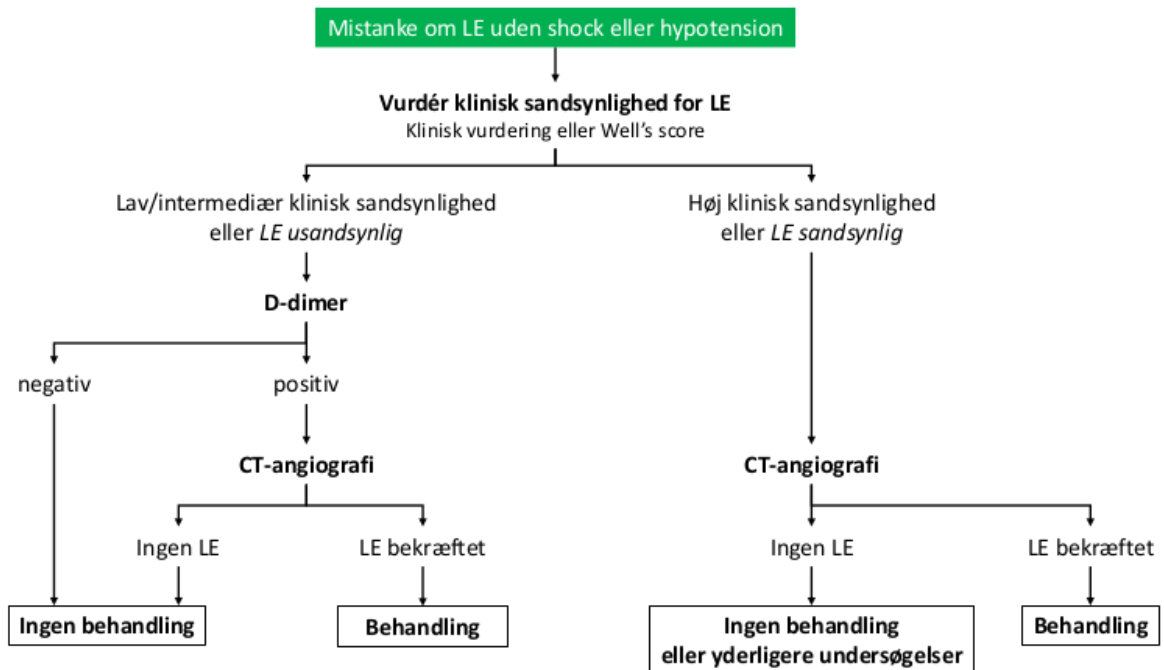 Mistanke om LE uden shock eller hypotension
Vurdér klinisk sandsynlighed for LE
Klinisk vurdering eller Well's score
Lav/intermediær klinisk sandsynlighed
eller LE usandsynlig
Høj klinisk sandsynlighed
eller LE sandsynlig
D-dimer
negativ
positiv
CT-angiografi
CT-angiografi
Ingen LE
LE bekræftet
Ingen LE
LE bekræftet
Ingen behandling
Behandling
Ingen behandling
eller yderligere undersøgelser
Behandling